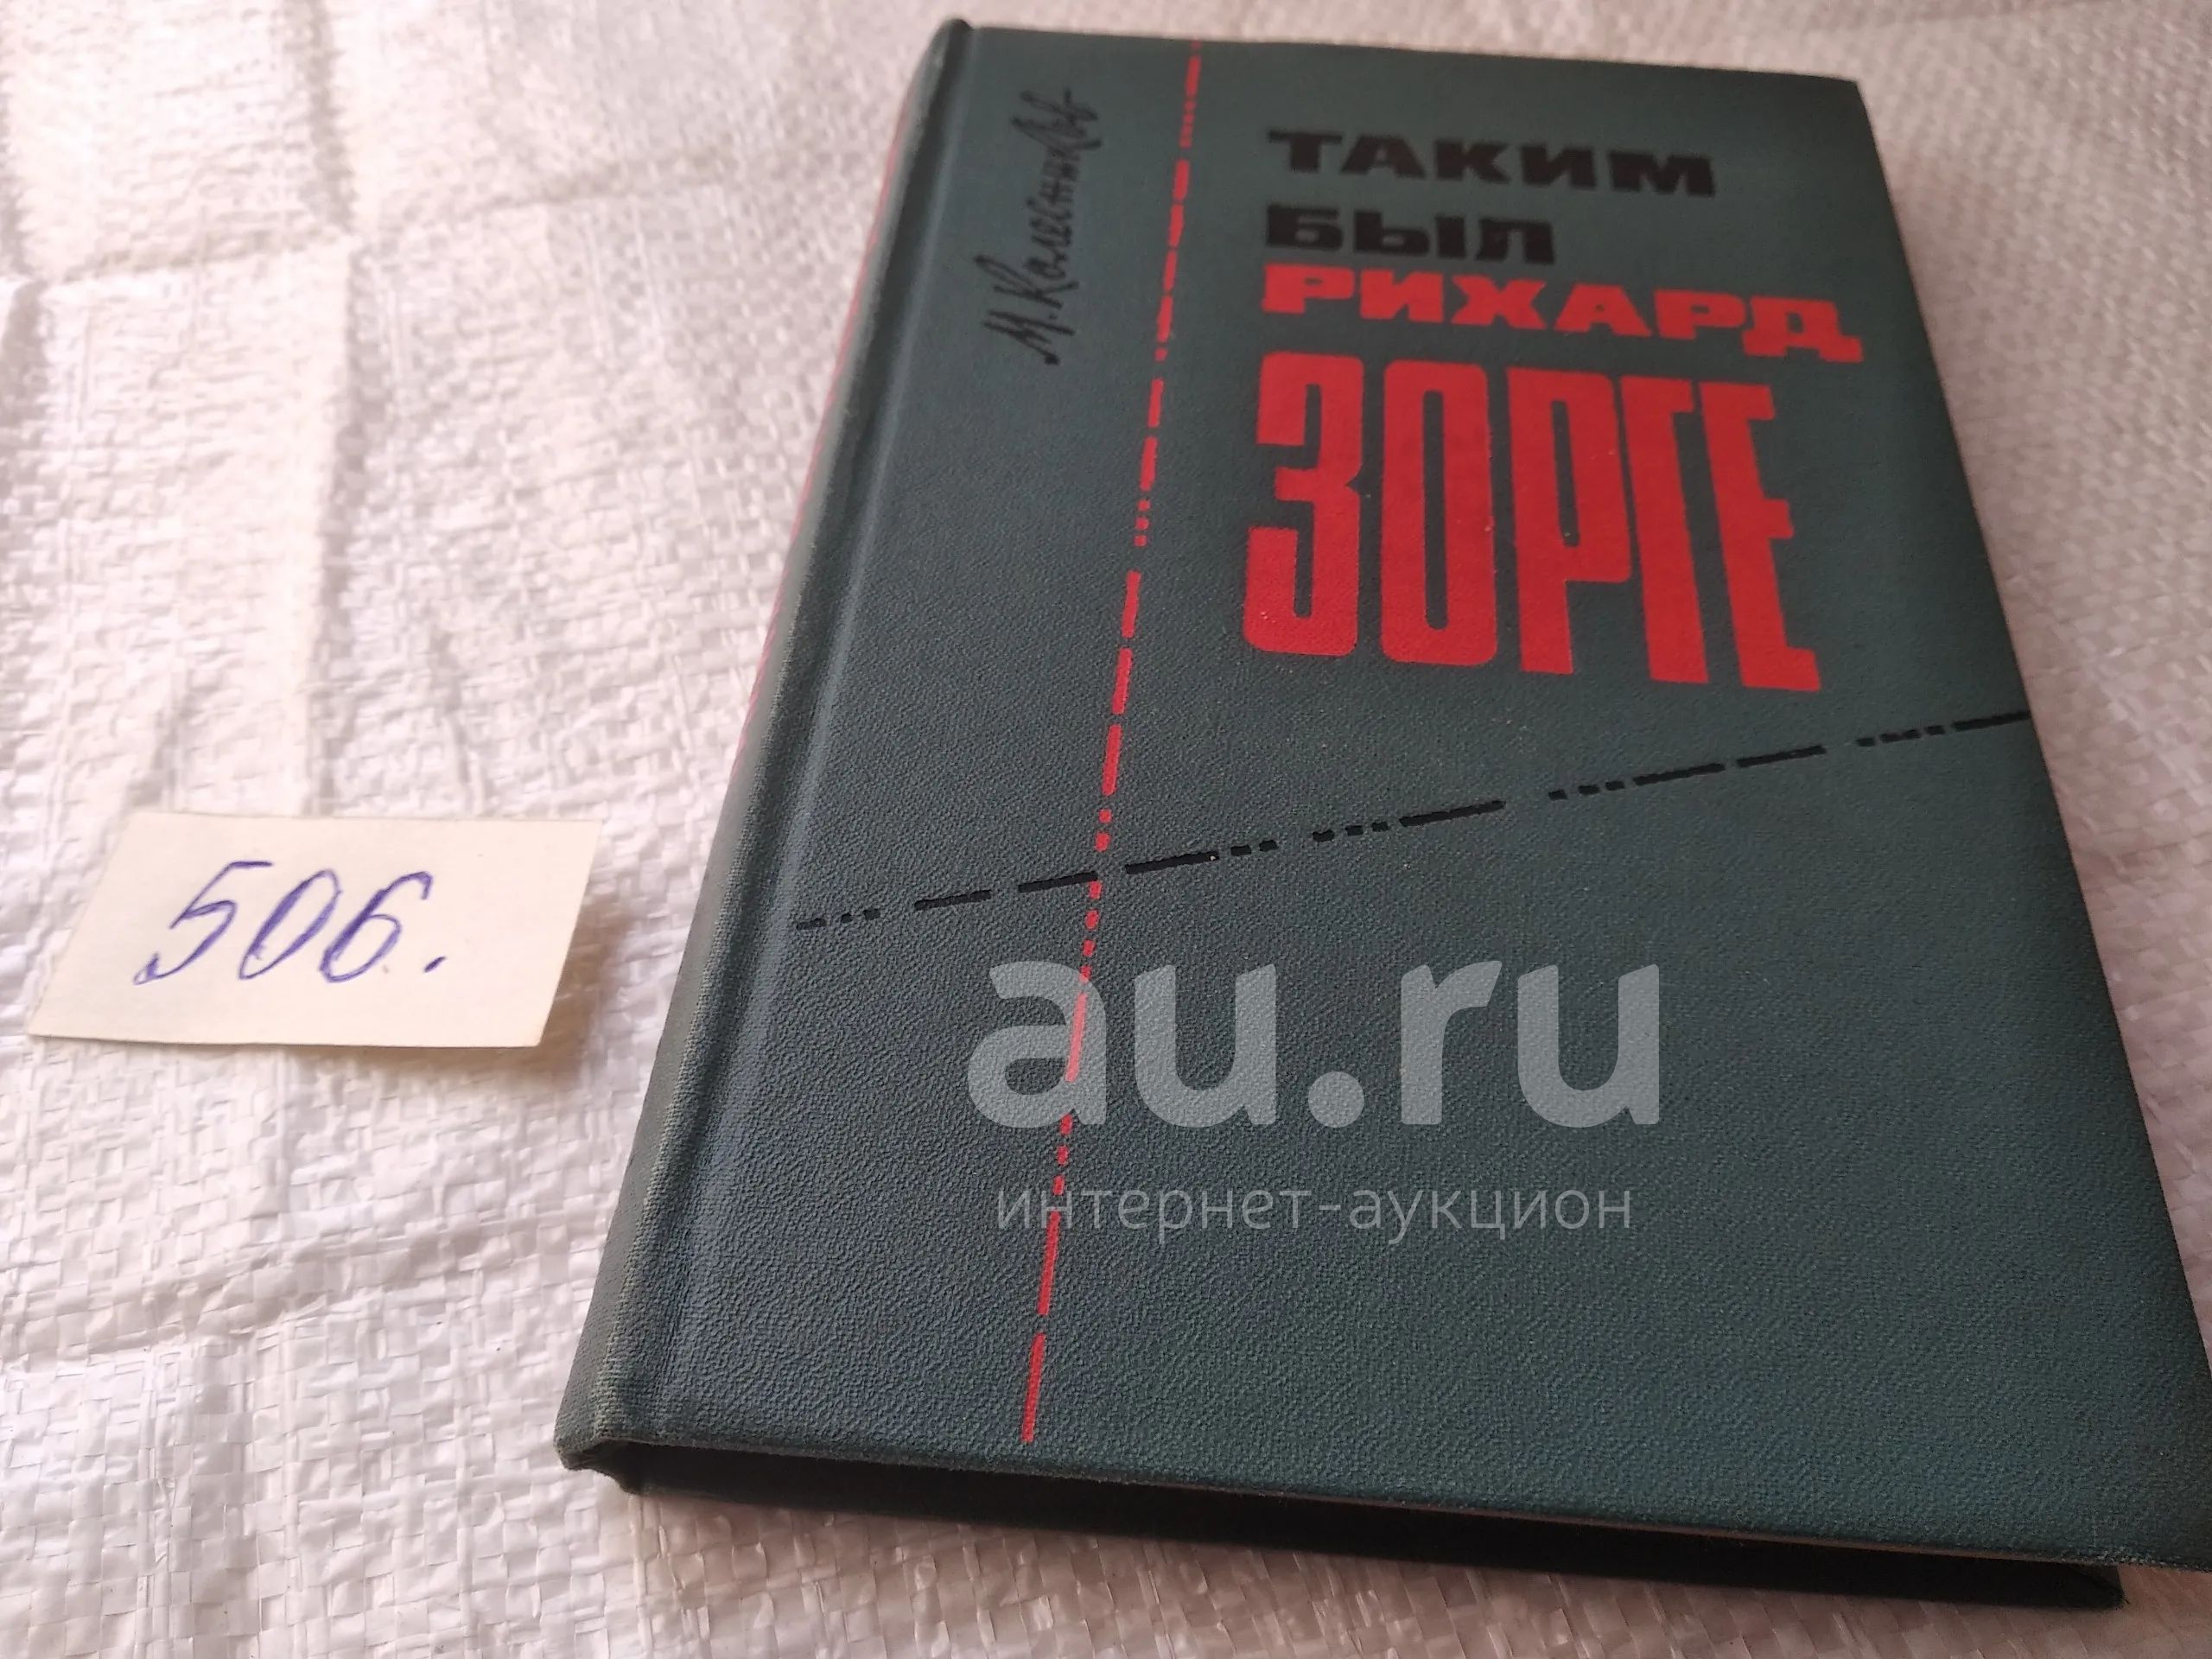 М. Колесников
ТАКИМ
БЫЛ
РИХАРД
ЗОРГЕ
506.
au.ru
интернет-аукцион